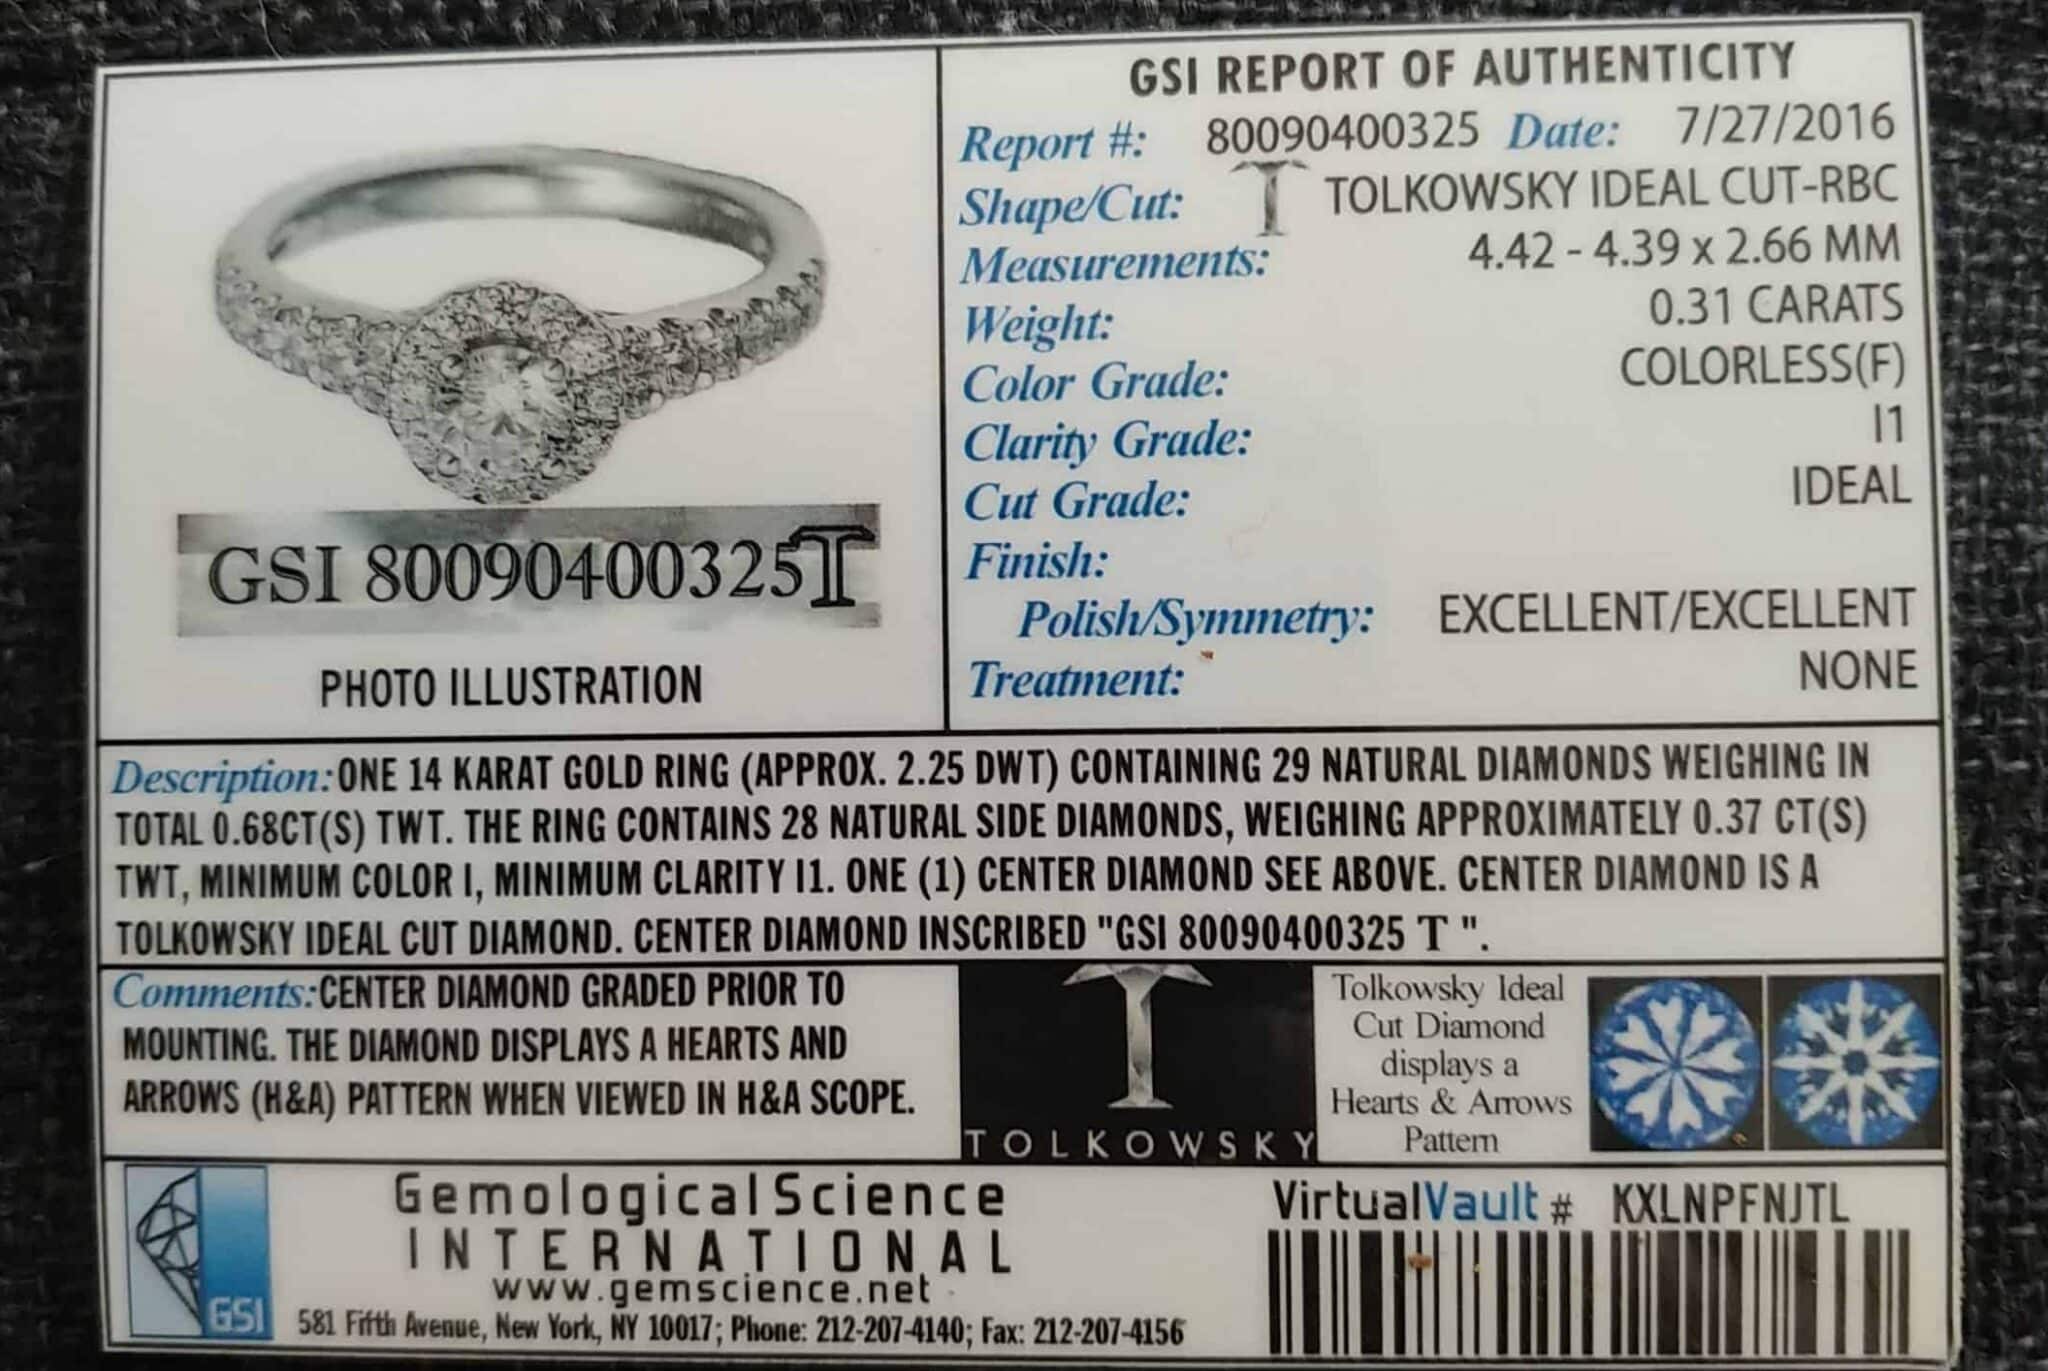 GSI 80090400325T
PHOTO ILLUSTRATION
GSI REPORT OF AUTHENTICITY
Report #: 80090400325 Date: 7/27/2016
Shape/Cut: T TOLKOWSKY IDEAL CUT-RBC
Measurements: 4.42 - 4.39 x 2.66 MM
Weight: 0.31 CARATS
Color Grade: COLORLESS(F)
Clarity Grade: I1
Cut Grade: IDEAL
Finish:
Polish/Symmetry: EXCELLENT/EXCELLENT
Treatment: NONE
Description: ONE 14 KARAT GOLD RING (APPROX. 2.25 DWT) CONTAINING 29 NATURAL DIAMONDS WEIGHING IN
TOTAL 0.68CT(S) TWT. THE RING CONTAINS 28 NATURAL SIDE DIAMONDS, WEIGHING APPROXIMATELY 0.37 CT(S)
TWT, MINIMUM COLOR I, MINIMUM CLARITY I1. ONE (1) CENTER DIAMOND SEE ABOVE. CENTER DIAMOND IS A
TOLKOWSKY IDEAL CUT DIAMOND. CENTER DIAMOND INSCRIBED "GSI 80090400325 T ".
Comments: CENTER DIAMOND GRADED PRIOR TO
MOUNTING. THE DIAMOND DISPLAYS A HEARTS AND
ARROWS (H&A) PATTERN WHEN VIEWED IN H&A SCOPE.
T
TOLKOWSKY
Tolkowsky Ideal
Cut Diamond
displays a
Hearts & Arrows
Pattern
GSI
GemologicalScience
INTERNATIONAL
www.gemscience.net
581 Fifth Avenue, New York, NY 10017; Phone: 212-207-4140; Fax: 212-207-4156
VirtualVault # KXLNPFNJTL